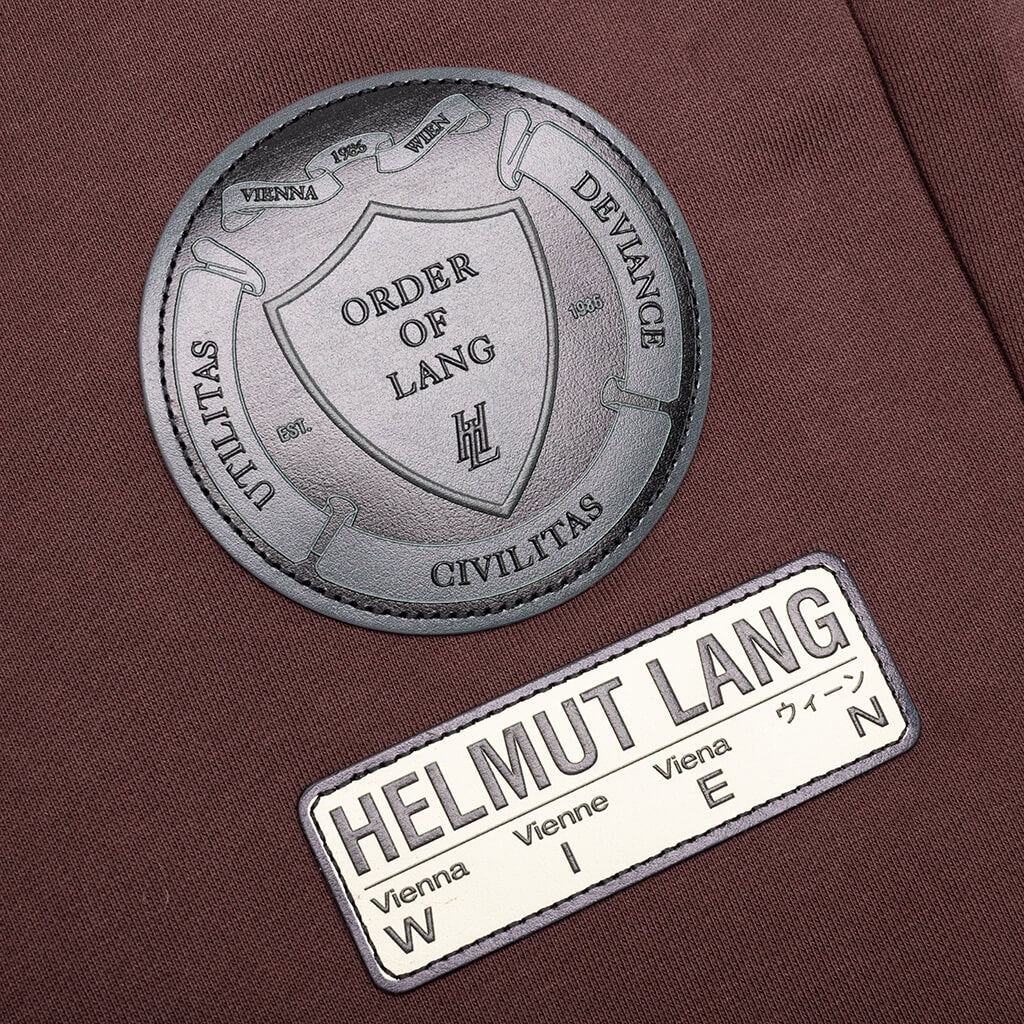 VIENNA 1986 WIEN
ORDER
OF
LANG
HL
EST. 1986
UTILITAS
CIVILITAS
DEVIANCE
HELMUT LANG
Vienna Vienne Viena ウィーン
W I E N